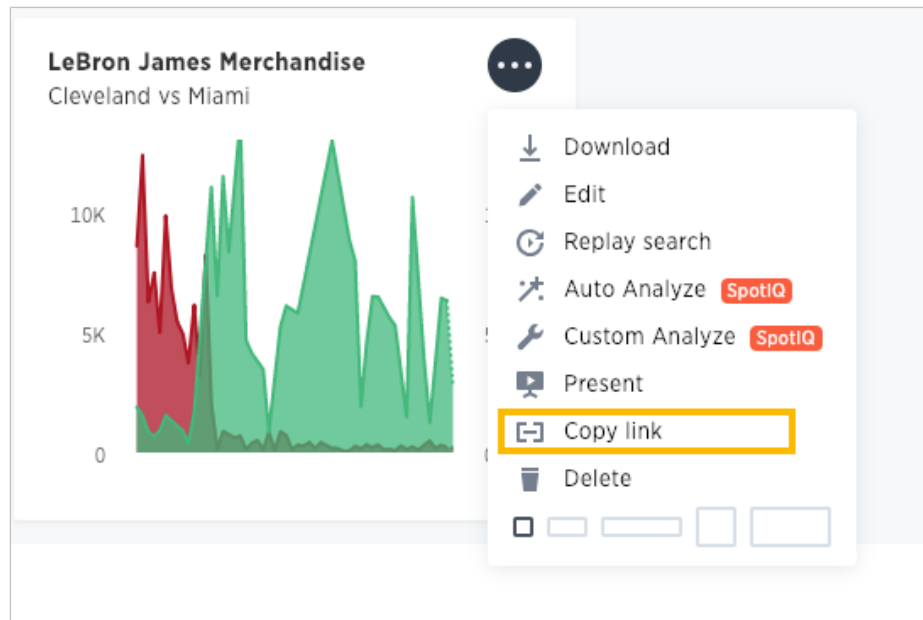 LeBron James Merchandise
Cleveland vs Miami
10K
5K
0
Download
Edit
Replay search
Auto Analyze SpotIQ
Custom Analyze SpotIQ
Present
Copy link
Delete